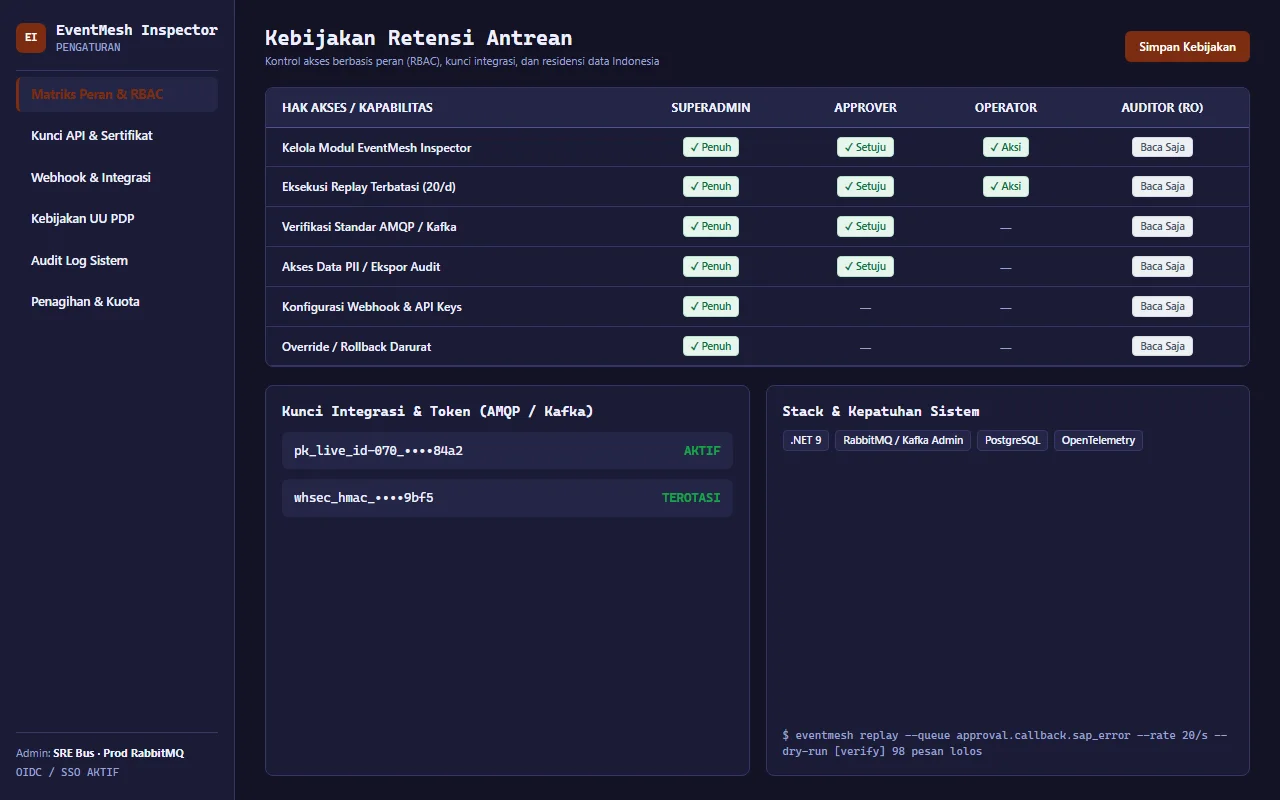 EI
EventMesh Inspector
PENGATURAN
Matriks Peran & RBAC
Kunci API & Sertifikat
Webhook & Integrasi
Kebijakan UU PDP
Audit Log Sistem
Penagihan & Kuota
Admin: SRE Bus · Prod RabbitMQ
OIDC / SSO AKTIF
Kebijakan Retensi Antrean
Kontrol akses berbasis peran (RBAC), kunci integrasi, dan residensi data Indonesia
Simpan Kebijakan
HAK AKSES / KAPABILITAS SUPERADMIN APPROVER OPERATOR AUDITOR (RO)
Kelola Modul EventMesh Inspector ✓ Penuh ✓ Setuju ✓ Aksi Baca Saja
Eksekusi Replay Terbatasi (20/d) ✓ Penuh ✓ Setuju ✓ Aksi Baca Saja
Verifikasi Standar AMQP / Kafka ✓ Penuh ✓ Setuju — Baca Saja
Akses Data PII / Ekspor Audit ✓ Penuh ✓ Setuju — Baca Saja
Konfigurasi Webhook & API Keys ✓ Penuh — — Baca Saja
Override / Rollback Darurat ✓ Penuh — — Baca Saja
Kunci Integrasi & Token (AMQP / Kafka)
pk_live_id-070_••••84a2 AKTIF
whsec_hmac_••••9bf5 TEROTASI
Stack & Kepatuhan Sistem
.NET 9 RabbitMQ / Kafka Admin PostgreSQL OpenTelemetry
$ eventmesh replay --queue approval.callback.sap_error --rate 20/s --
dry-run [verify] 98 pesan lolos